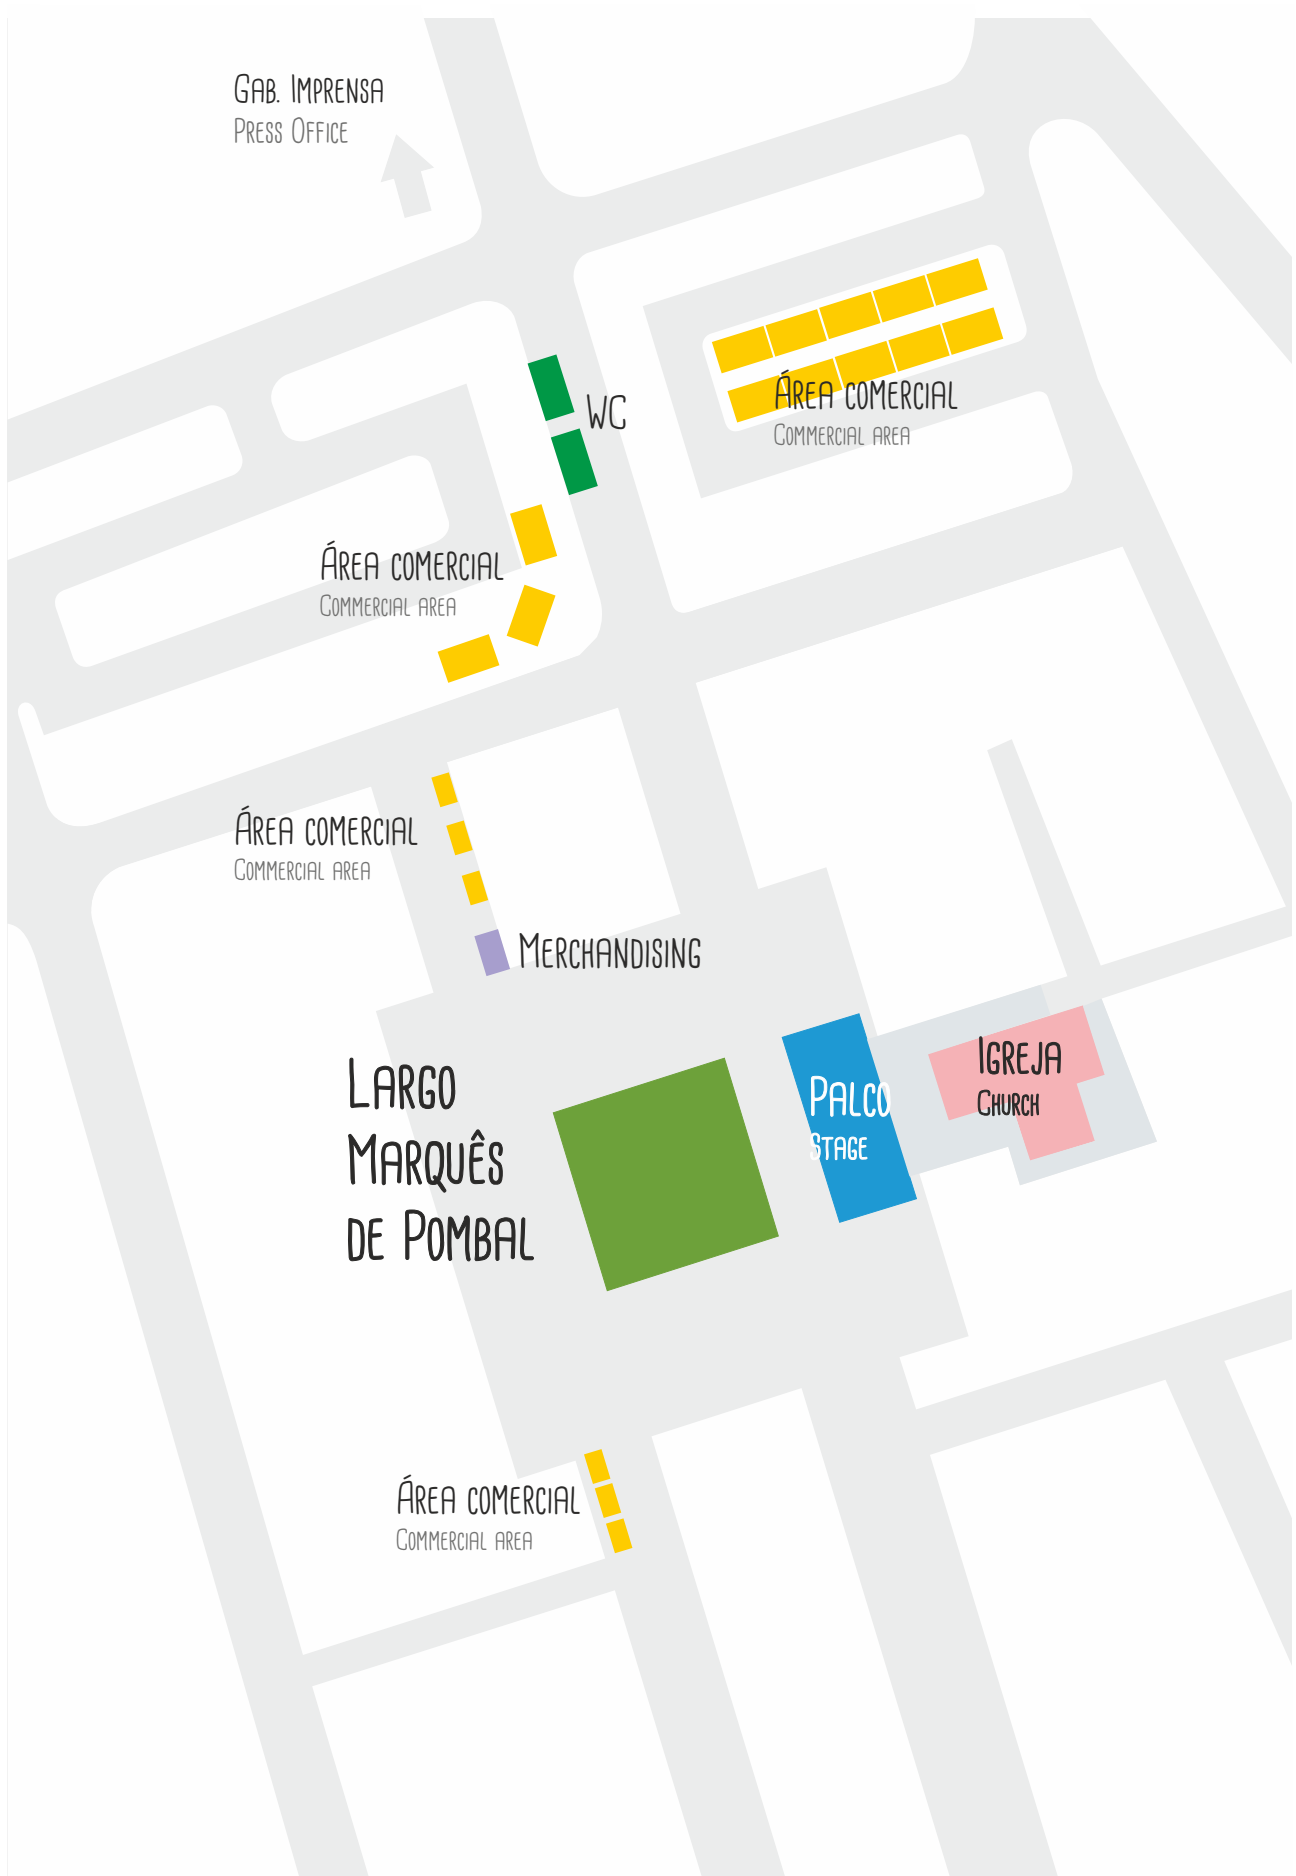 Gab. Imprensa
Press Office
WC
Área comercial
Commercial area
Área comercial
Commercial area
Área comercial
Commercial area
Merchandising
Igreja
Church
Palco
Stage
Largo
Marquês
de Pombal
Área comercial
Commercial area